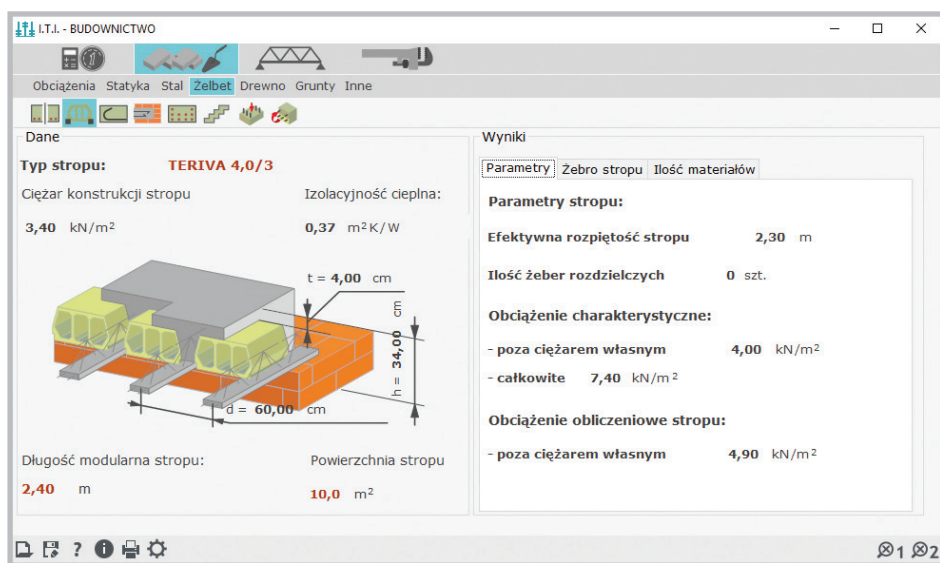 I.T.I. - BUDOWNICTWO
Obciążenia Statyka Stal Żelbet Drewno Grunty Inne
Dane
Typ stropu: TERIVA 4,0/3
Ciężar konstrukcji stropu Izolacyjność cieplna:
3,40 kN/m² 0,37 m²K/W
t = 4,00 cm
h = 34,00 cm
d = 60,00 cm
Długość modularna stropu: Powierzchnia stropu
2,40 m 10,0 m²
Wyniki
Parametry Żebro stropu Ilość materiałów
Parametry stropu:
Efektywna rozpiętość stropu 2,30 m
Ilość żeber rozdzielczych 0 szt.
Obciążenie charakterystyczne:
- poza ciężarem własnym 4,00 kN/m²
- całkowite 7,40 kN/m²
Obciążenie obliczeniowe stropu:
- poza ciężarem własnym 4,90 kN/m²
1 2